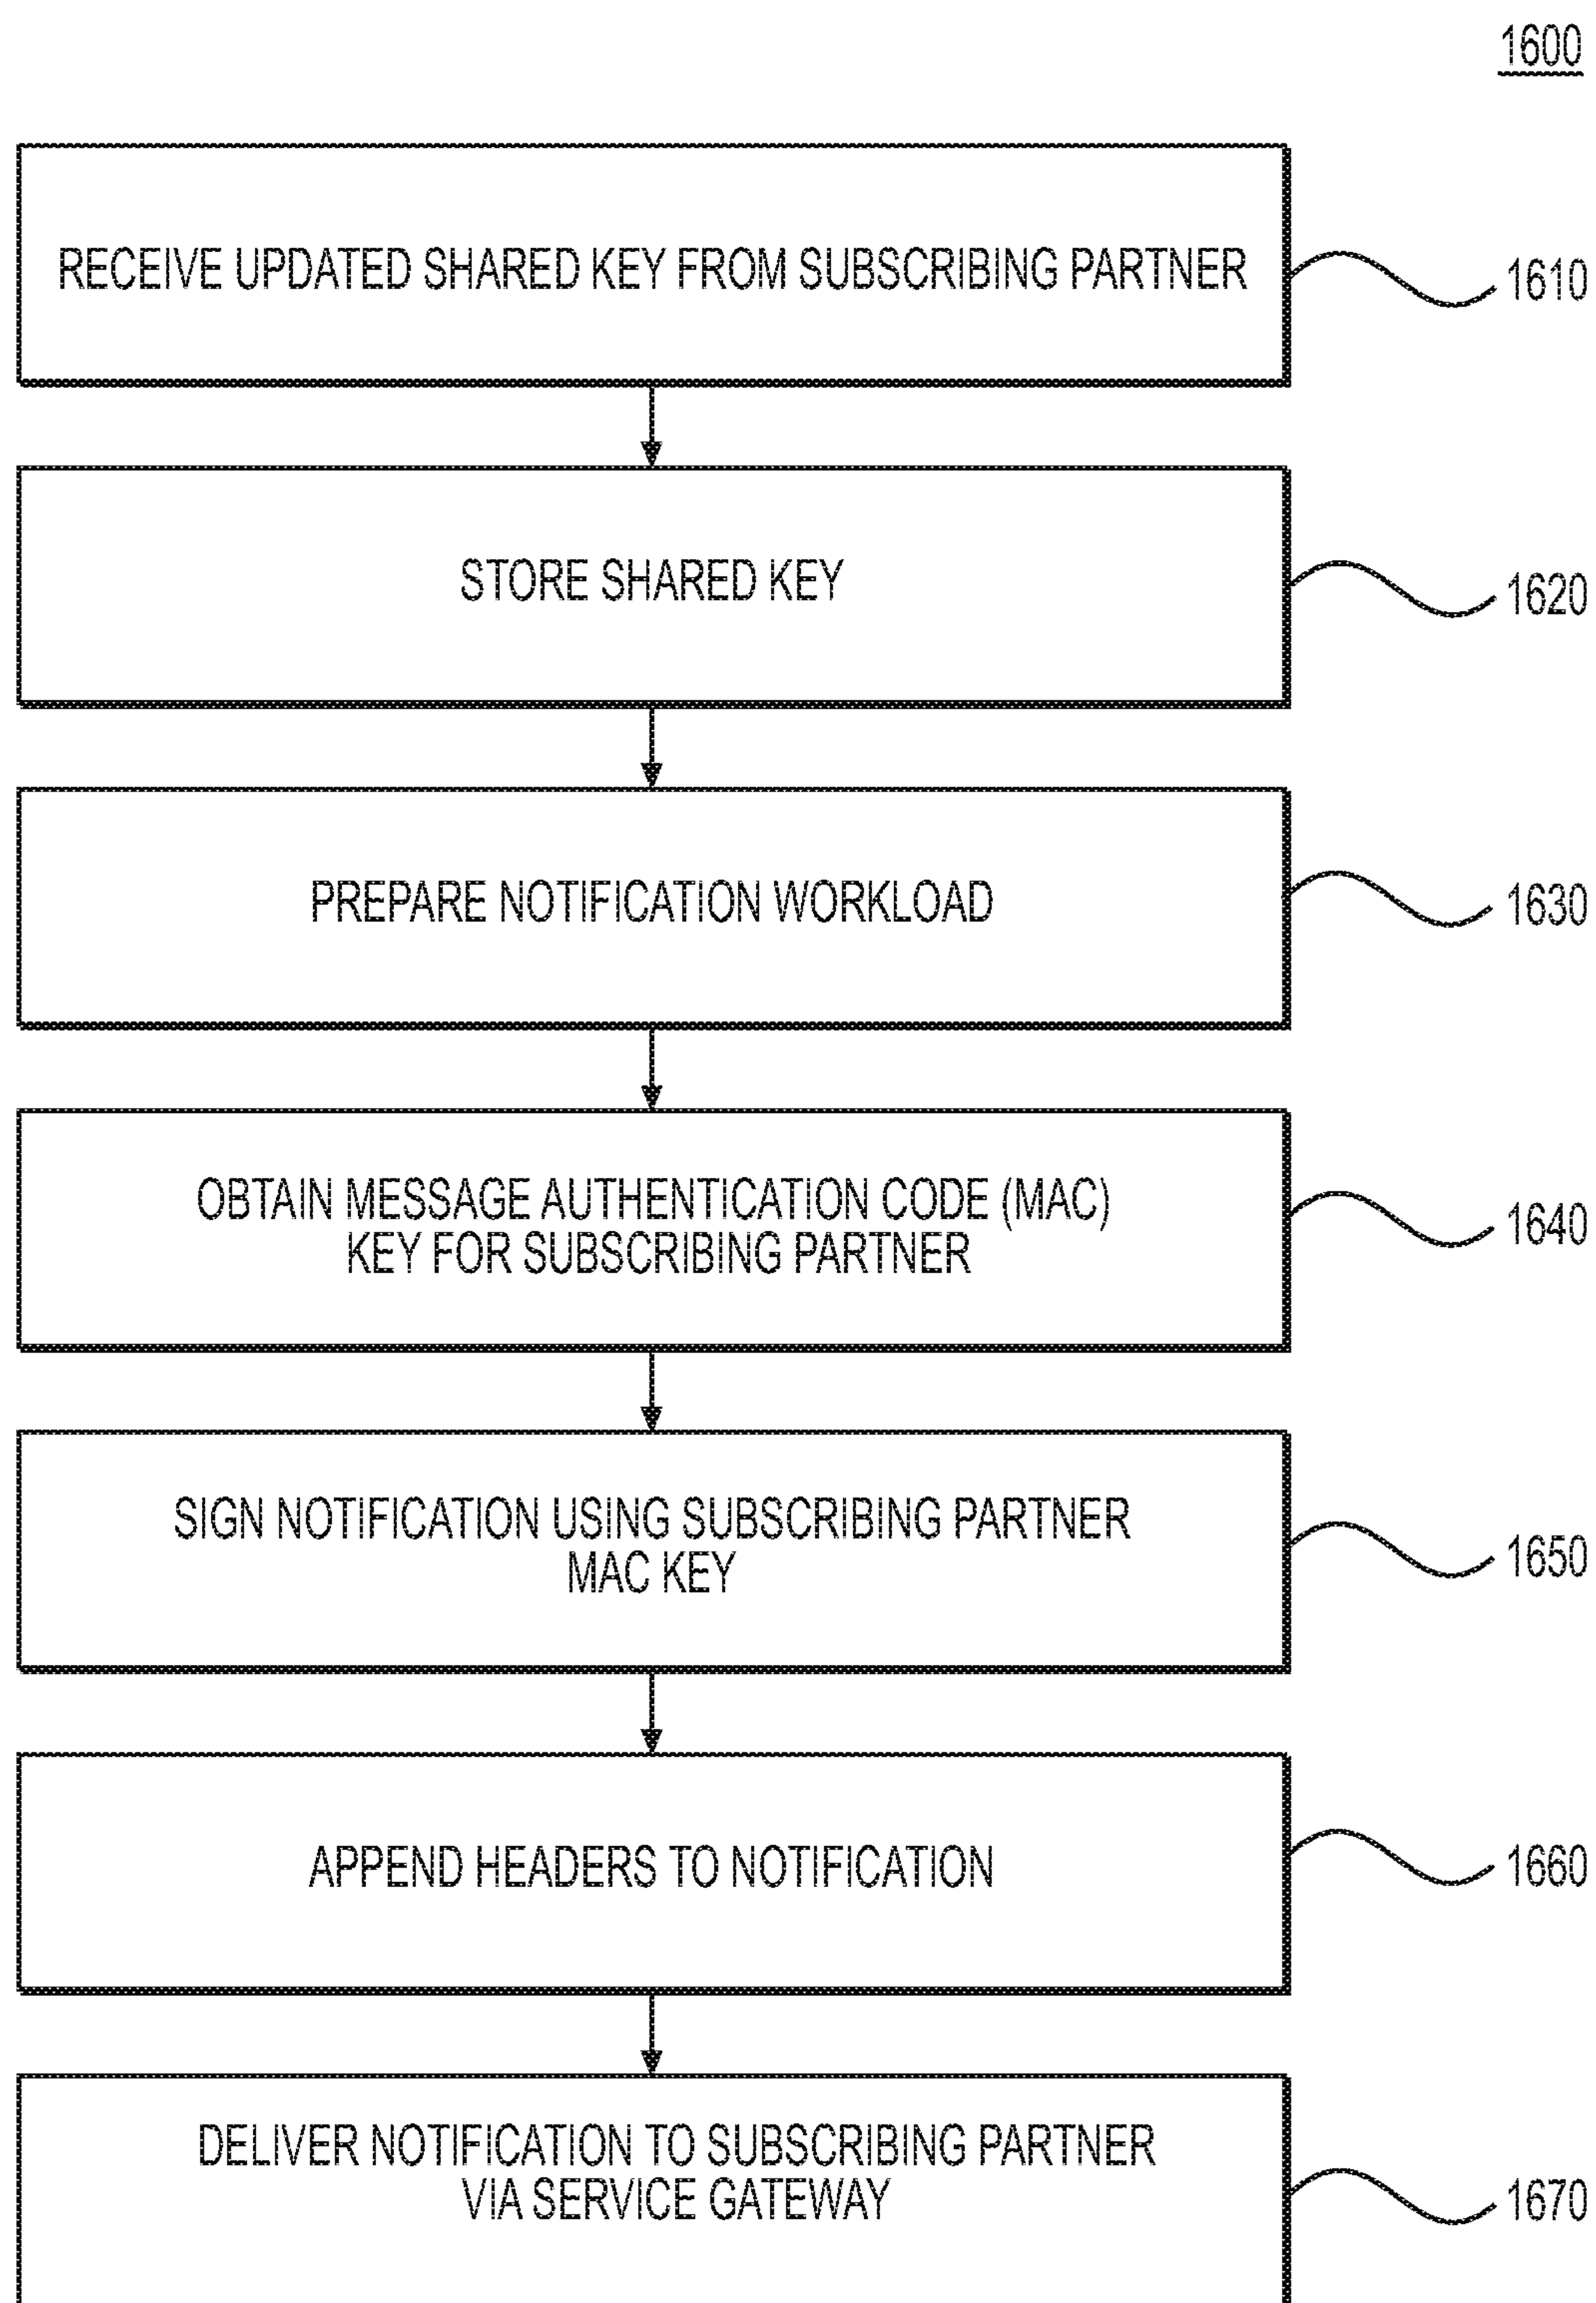 1600
RECEIVE UPDATED SHARED KEY FROM SUBSCRIBING PARTNER
1610
STORE SHARED KEY
1620
PREPARE NOTIFICATION WORKLOAD
1630
OBTAIN MESSAGE AUTHENTICATION CODE (MAC)
KEY FOR SUBSCRIBING PARTNER
1640
SIGN NOTIFICATION USING SUBSCRIBING PARTNER
MAC KEY
1650
APPEND HEADERS TO NOTIFICATION
1660
DELIVER NOTIFICATION TO SUBSCRIBING PARTNER
VIA SERVICE GATEWAY
1670